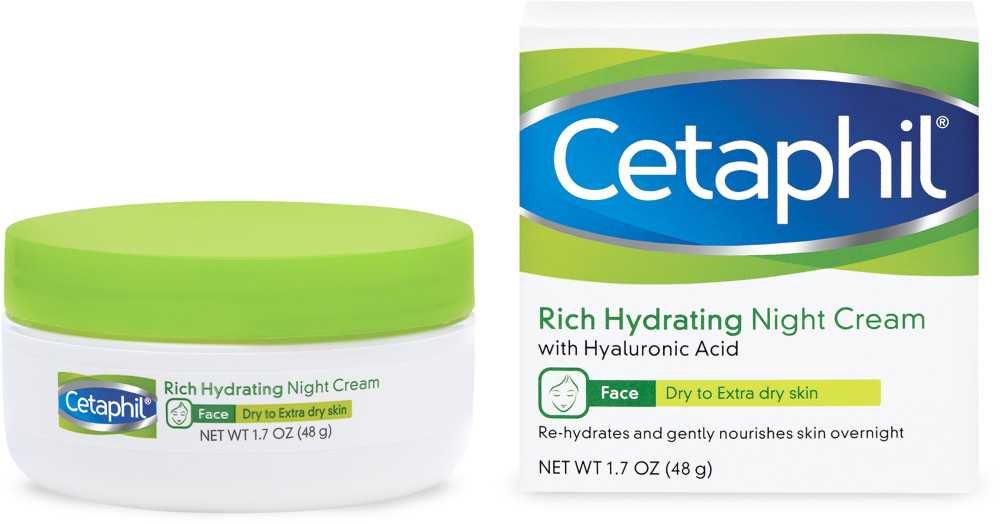 Cetaphil®
Rich Hydrating Night Cream
Face Dry to Extra dry skin
NET WT 1.7 OZ (48 g)
Cetaphil®
Rich Hydrating Night Cream
with Hyaluronic Acid
Face Dry to Extra dry skin
Re-hydrates and gently nourishes skin overnight
NET WT 1.7 OZ (48 g)